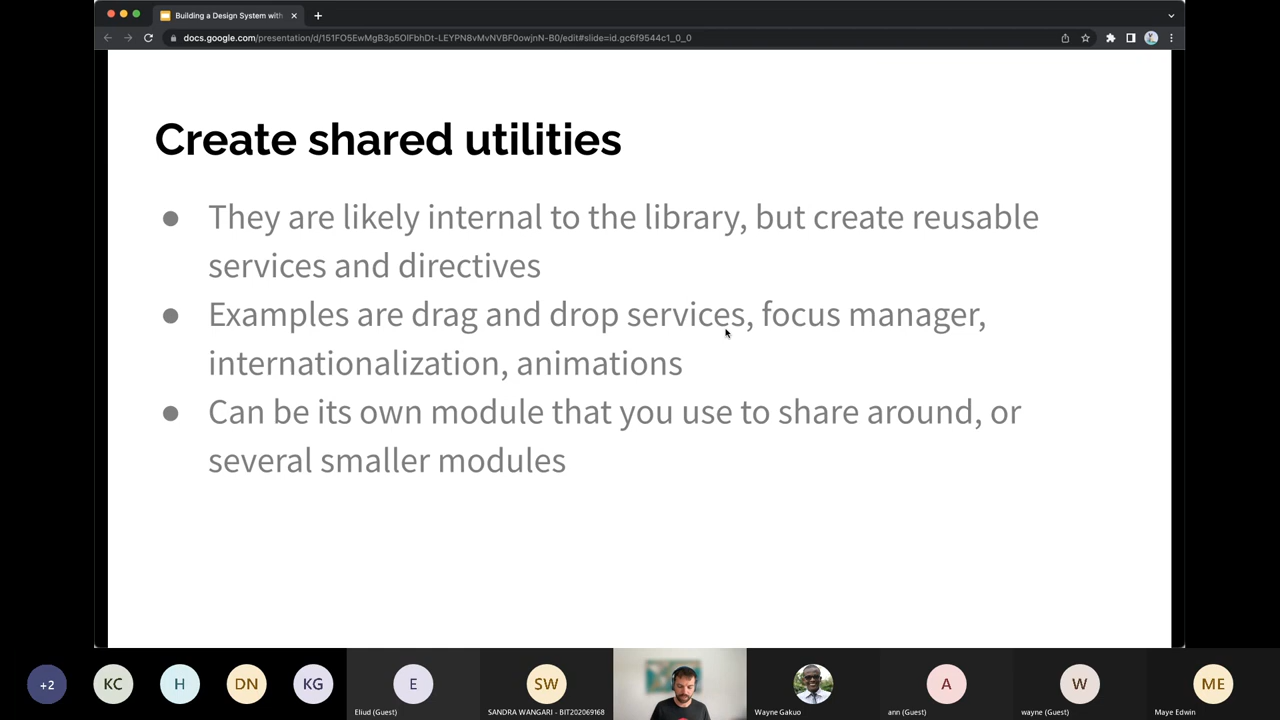 Building a Design System with
docs.google.com/presentation/d/151FO5EwMgB3p5OlFbhDt-LEYPN8vMvNVBF0owjnN-B0/edit#slide=id.gc6f9544c1_0_0
Create shared utilities
● They are likely internal to the library, but create reusable
services and directives
● Examples are drag and drop services, focus manager,
internationalization, animations
● Can be its own module that you use to share around, or
several smaller modules
+2
KC
H
DN
KG
E
Eliud (Guest)
SW
SANDRA WANGARI - BIT202069168
Wayne Gakuo
A
ann (Guest)
W
wayne (Guest)
ME
Maye Edwin